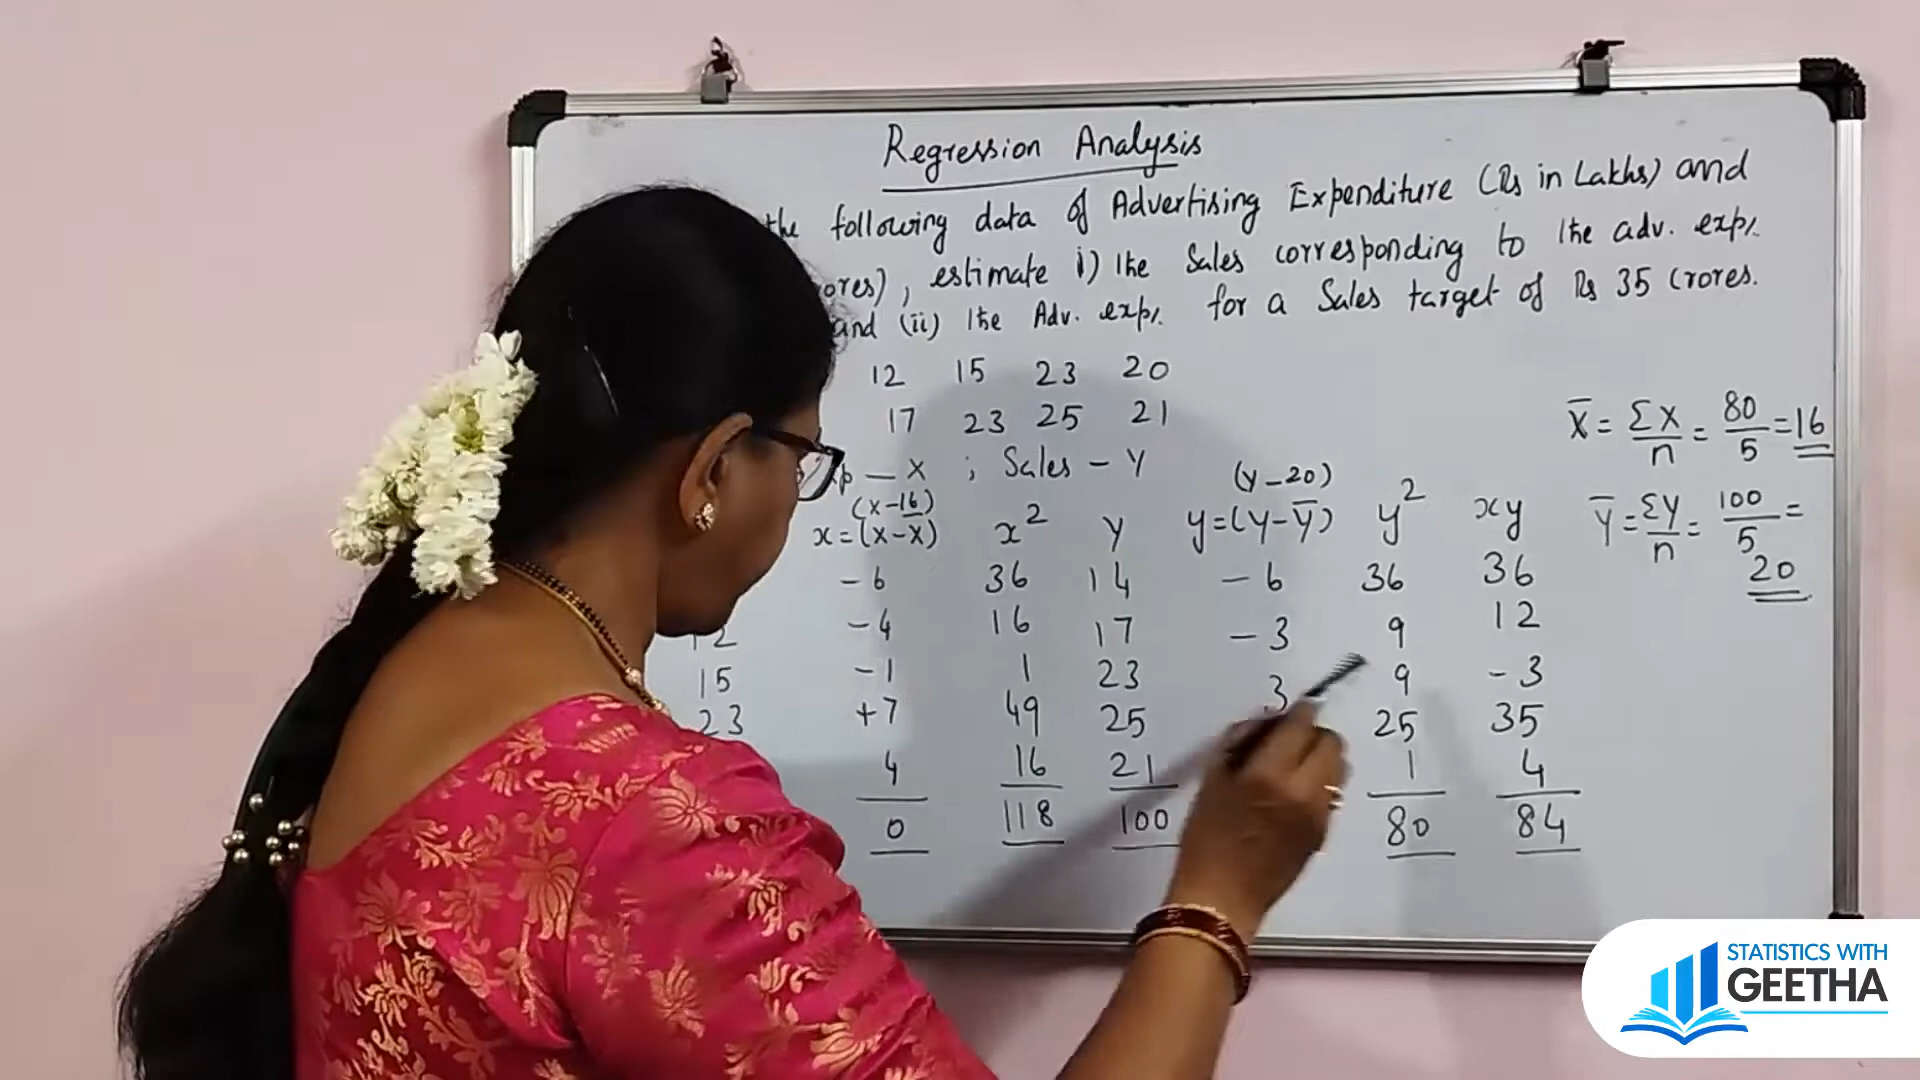 Regression Analysis
the following data of Advertising Expenditure (Rs in Lakhs) and
ores), estimate i) the Sales corresponding to the adv. exp/.
and (ii) the Adv. exp/. for a Sales target of Rs 35 Crores.
12 15 23 20
17 23 25 21
xp — X ; Sales – Y
(X-16) (Y-20)
x=(X-X̅) x² Y y=(Y-Y̅) y² xy
-6 36 14 -6 36 36
12 -4 16 17 -3 9 12
15 -1 1 23 3 9 -3
23 +7 49 25 25 35
4 16 21 1 4
0 118 100 80 84
X̅ = ΣX/n = 80/5 = 16
Y̅ = ΣY/n = 100/5 =
20
STATISTICS WITH
GEETHA